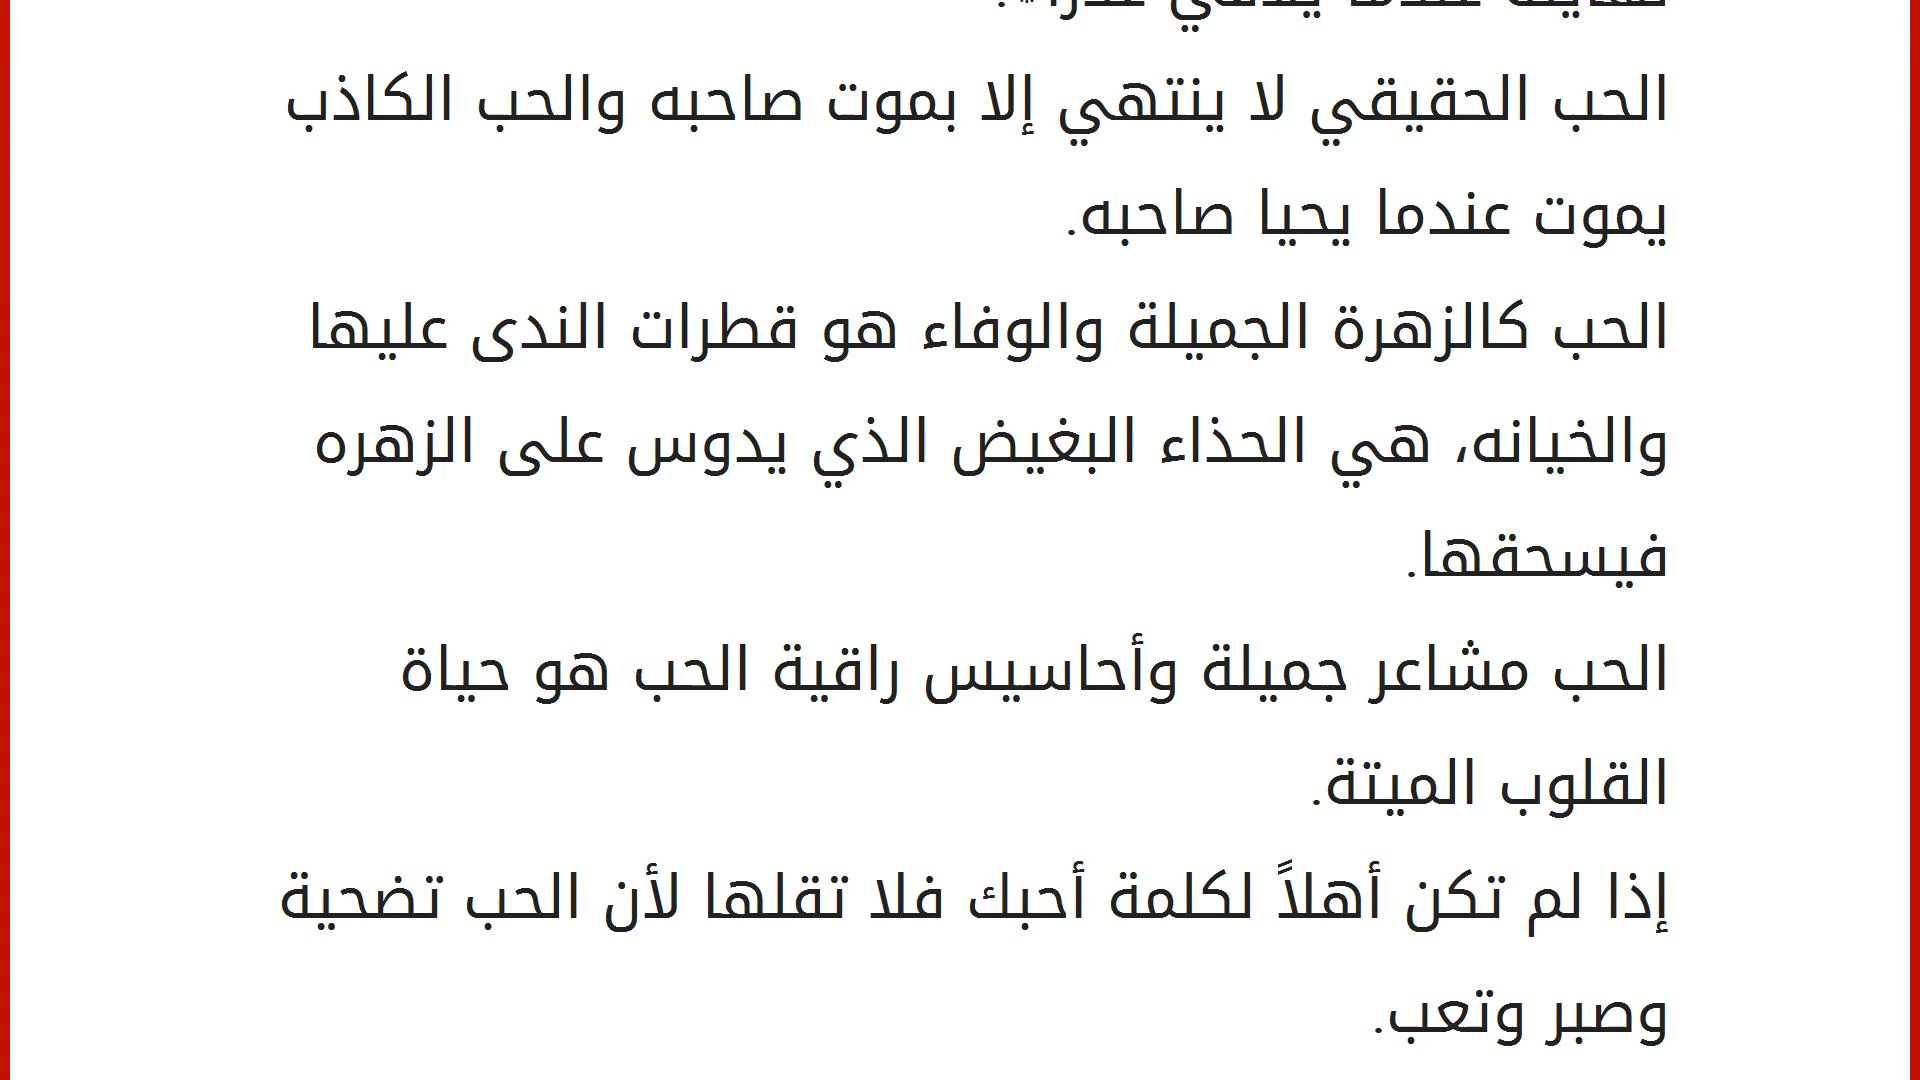 الحب الحقيقي لا ينتهي إلا بموت صاحبه والحب الكاذب
يموت عندما يحيا صاحبه.
الحب كالزهرة الجميلة والوفاء هو قطرات الندى عليها
والخيانه، هي الحذاء البغيض الذي يدوس على الزهره
فيسحقها.
الحب مشاعر جميلة وأحاسيس راقية الحب هو حياة
القلوب الميتة.
إذا لم تكن أهلاً لكلمة أحبك فلا تقلها لأن الحب تضحية
وصبر وتعب.